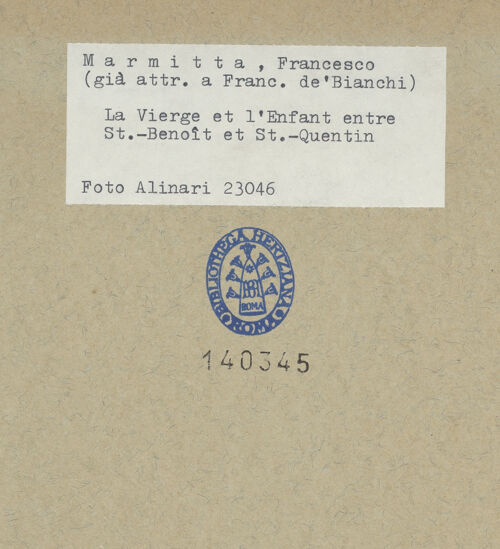 Marmitta, Francesco
(già attr. a Franc. de'Bianchi)
La Vierge et l'Enfant entre
St.-Benoît et St.-Quentin
Foto Alinari 23046
BIBLIOTHECA HERTZIANA
ROMA
ROM
140345